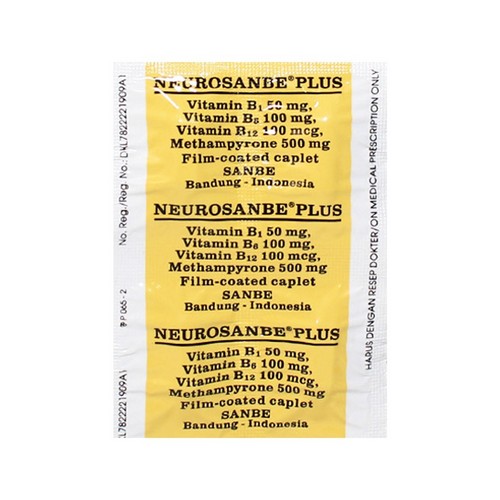 NEUROSANBE® PLUS
Vitamin B1 50 mg,
Vitamin B6 100 mg,
Vitamin B12 100 mcg,
Methampyrone 500 mg
Film-coated caplet
SANBE
Bandung - Indonesia
NEUROSANBE® PLUS
Vitamin B1 50 mg,
Vitamin B6 100 mg,
Vitamin B12 100 mcg,
Methampyrone 500 mg
Film-coated caplet
SANBE
Bandung - Indonesia
NEUROSANBE® PLUS
Vitamin B1 50 mg,
Vitamin B6 100 mg,
Vitamin B12 100 mcg,
Methampyrone 500 mg
Film-coated caplet
SANBE
Bandung - Indonesia
No. Reg./Reg. No.: DKL7822221909A1
P 065 - 2
KL7822221909A1
HARUS DENGAN RESEP DOKTER/ON MEDICAL PRESCRIPTION ONLY